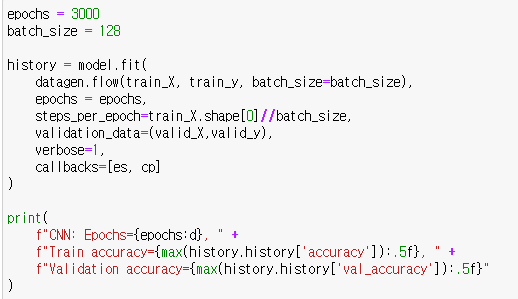 epochs = 3000
batch_size = 128

history = model.fit(
    datagen.flow(train_X, train_y, batch_size=batch_size),
    epochs = epochs,
    steps_per_epoch=train_X.shape[0]//batch_size,
    validation_data=(valid_X,valid_y),
    verbose=1,
    callbacks=[es, cp]
)

print(
    f"CNN: Epochs={epochs:d}, " +
    f"Train accuracy={max(history.history['accuracy']):.5f}, " +
    f"Validation accuracy={max(history.history['val_accuracy']):.5f}"
)